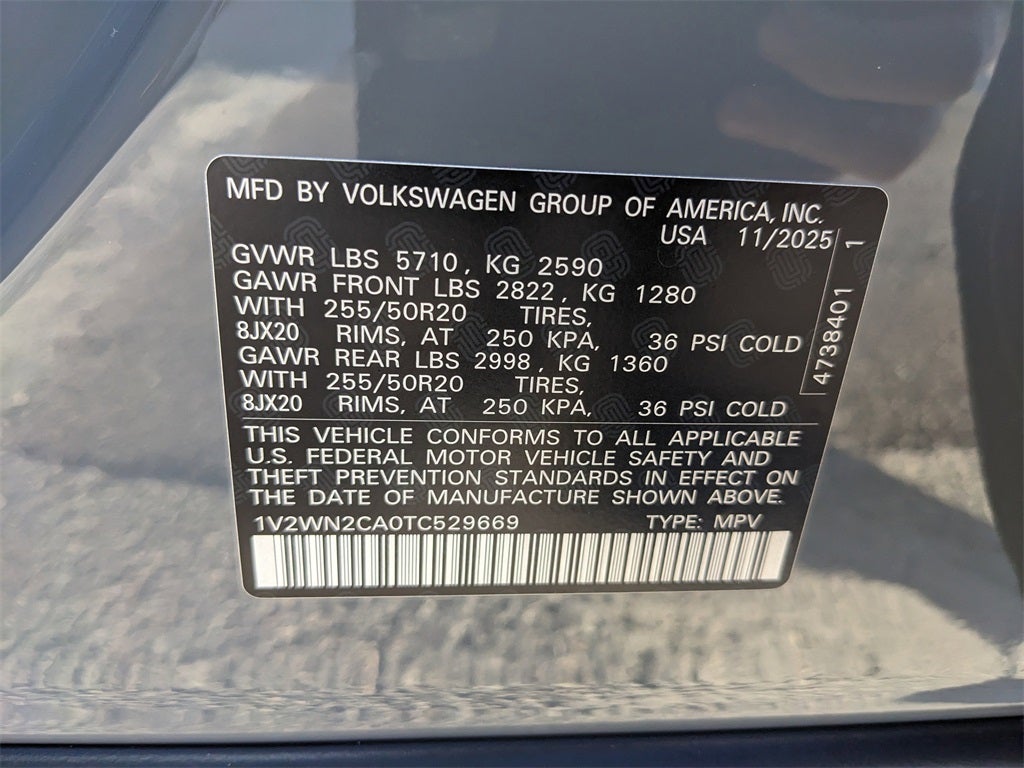 MFD BY VOLKSWAGEN GROUP OF AMERICA, INC.
USA 11/2025
GVWR LBS 5710, KG 2590
GAWR FRONT LBS 2822, KG 1280
WITH 255/50R20 TIRES,
8JX20 RIMS, AT 250 KPA, 36 PSI COLD
GAWR REAR LBS 2998, KG 1360
WITH 255/50R20 TIRES,
8JX20 RIMS, AT 250 KPA, 36 PSI COLD
4738401 1
THIS VEHICLE CONFORMS TO ALL APPLICABLE
U.S. FEDERAL MOTOR VEHICLE SAFETY AND
THEFT PREVENTION STANDARDS IN EFFECT ON
THE DATE OF MANUFACTURE SHOWN ABOVE.
1V2WN2CA0TC529669 TYPE: MPV